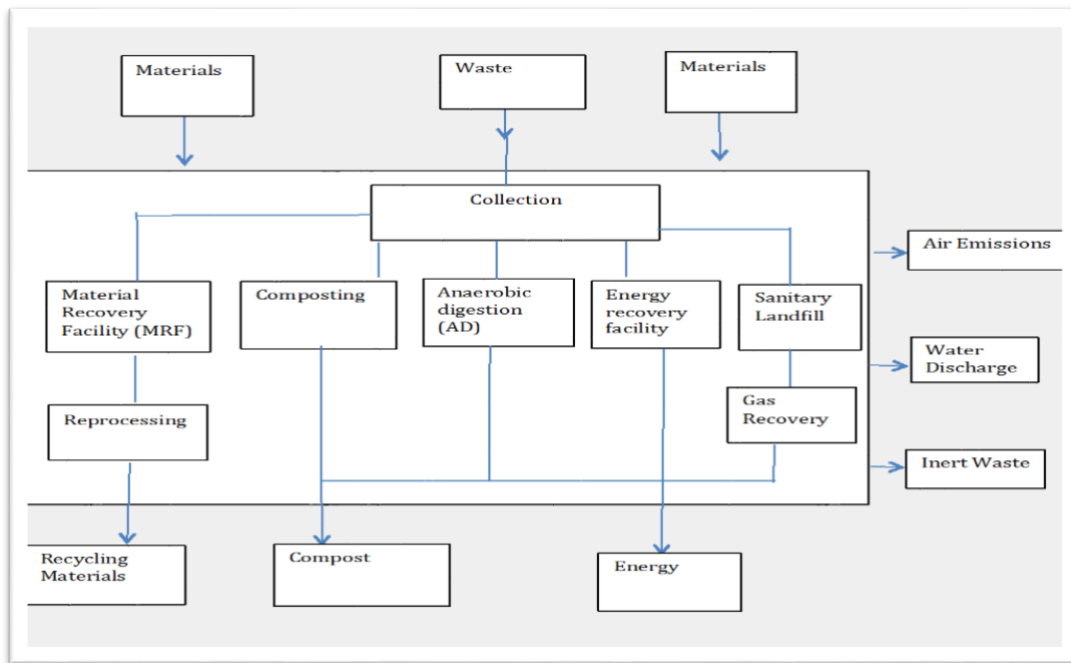 Materials
Waste
Materials
Collection
Air Emissions
Material
Recovery
Facility (MRF)
Composting
Anaerobic
digestion
(AD)
Energy
recovery
facility
Sanitary
Landfill
Water
Discharge
Reprocessing
Gas
Recovery
Inert Waste
Recycling
Materials
Compost
Energy